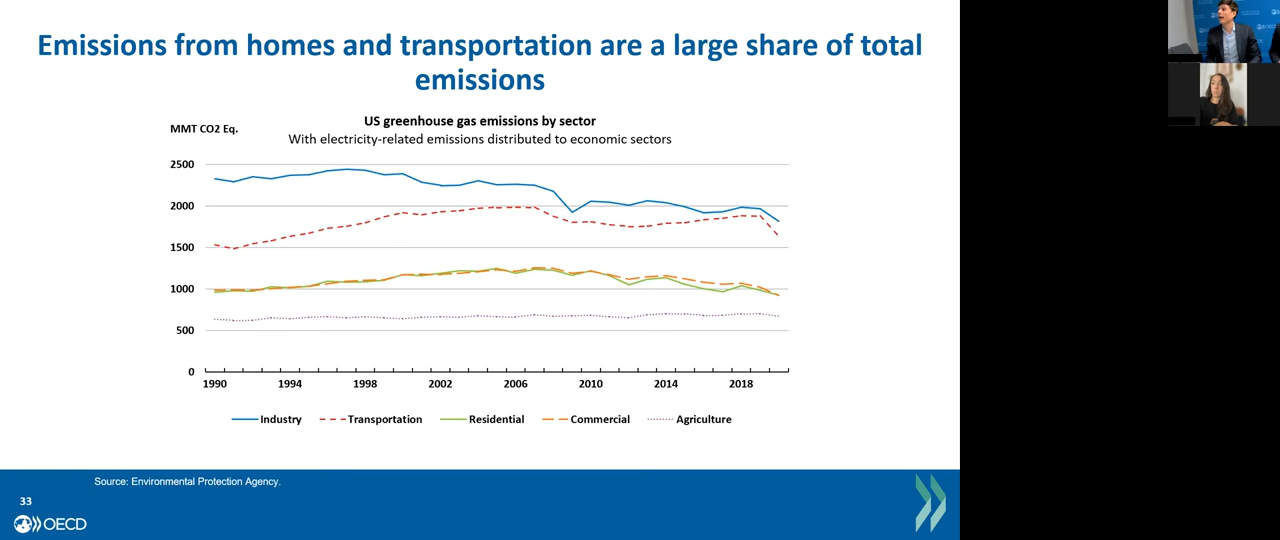 Emissions from homes and transportation are a large share of total
emissions
US greenhouse gas emissions by sector
MMT CO2 Eq.
With electricity-related emissions distributed to economic sectors
2500
2000
1500
1000
500
0
1990 1994 1998 2002 2006 2010 2014 2018
Industry Transportation Residential Commercial Agriculture
Source: Environmental Protection Agency.
33
OECD